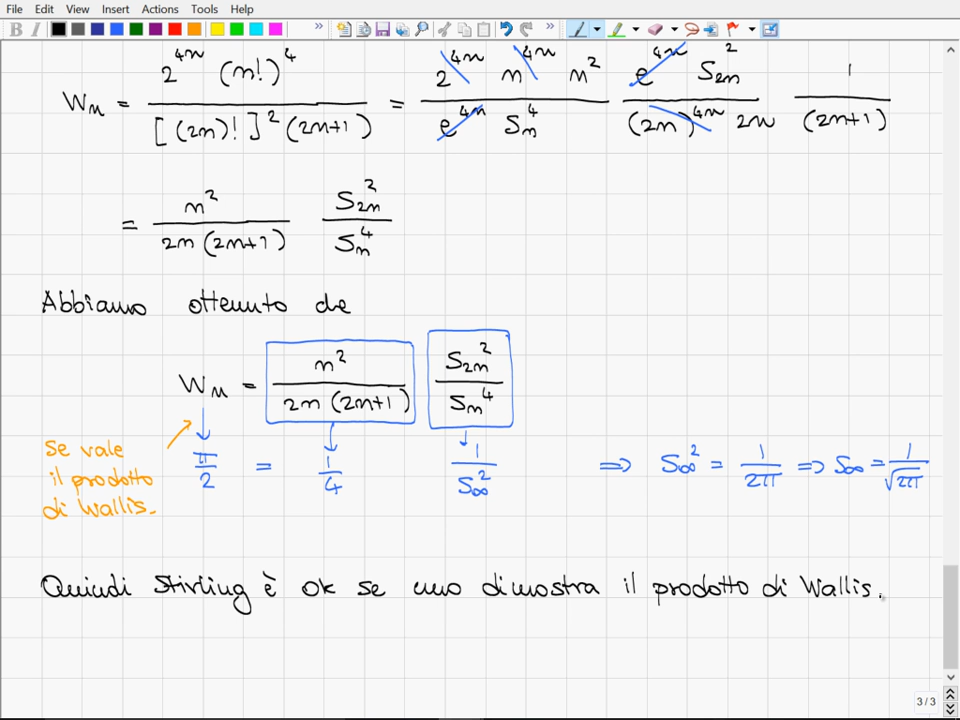 File Edit View Insert Actions Tools Help
B I » »
W_n = 2^{4n} (n!)^4 / [(2n)!]^2 (2n+1) = 2^{4n} n^{4n} n^2 / e^{4n} S_n^4 e^{4n} S_{2n}^2 / (2n)^{4n} 2n 1 / (2n+1)
= n^2 / 2n(2n+1) S_{2n}^2 / S_n^4
Abbiamo ottenuto che
W_n = n^2 / 2n(2n+1) S_{2n}^2 / S_n^4
Se vale
il prodotto
di Wallis.
π/2 = 1/4 1/S_∞^2 ⟹ S_∞^2 = 1/2π ⟹ S_∞ = 1/√2π
Quindi Stirling è ok se uno dimostra il prodotto di Wallis.
3 / 3